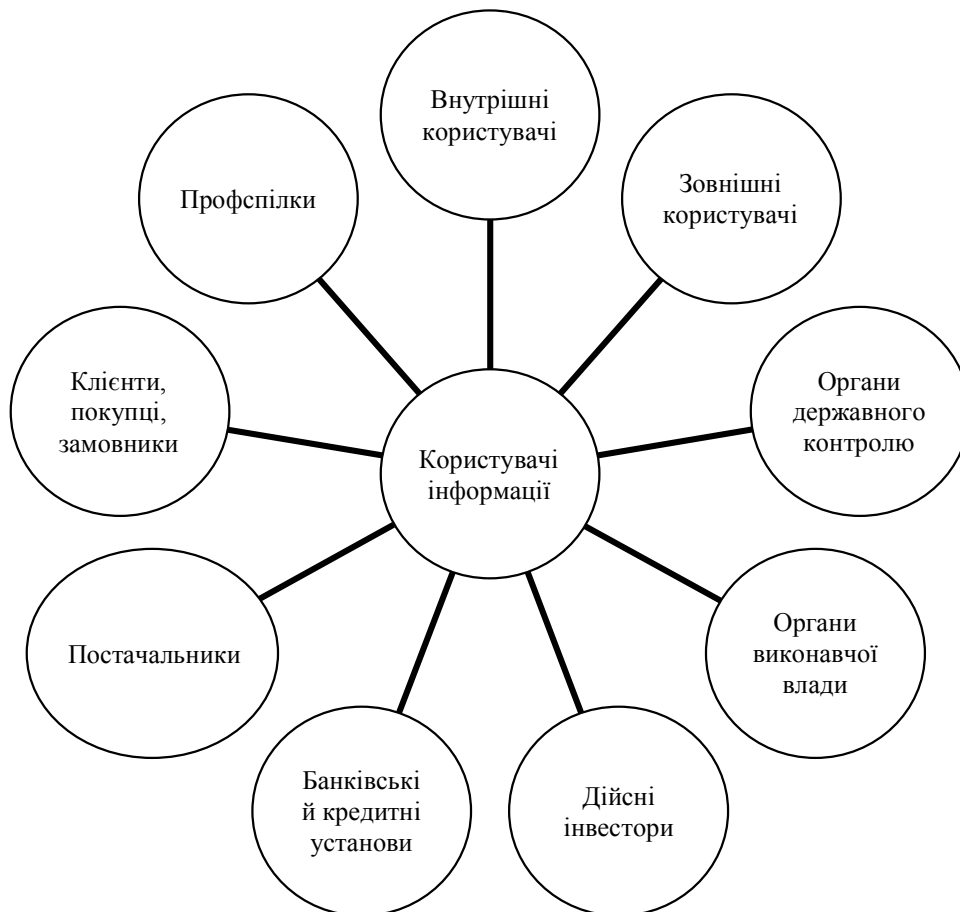 Внутрішні
користувачі
Зовнішні
користувачі
Органи
державного
контролю
Органи
виконавчої
влади
Дійсні
інвестори
Банківські
й кредитні
установи
Постачальники
Клієнти,
покупці,
замовники
Профспілки
Користувачі
інформації